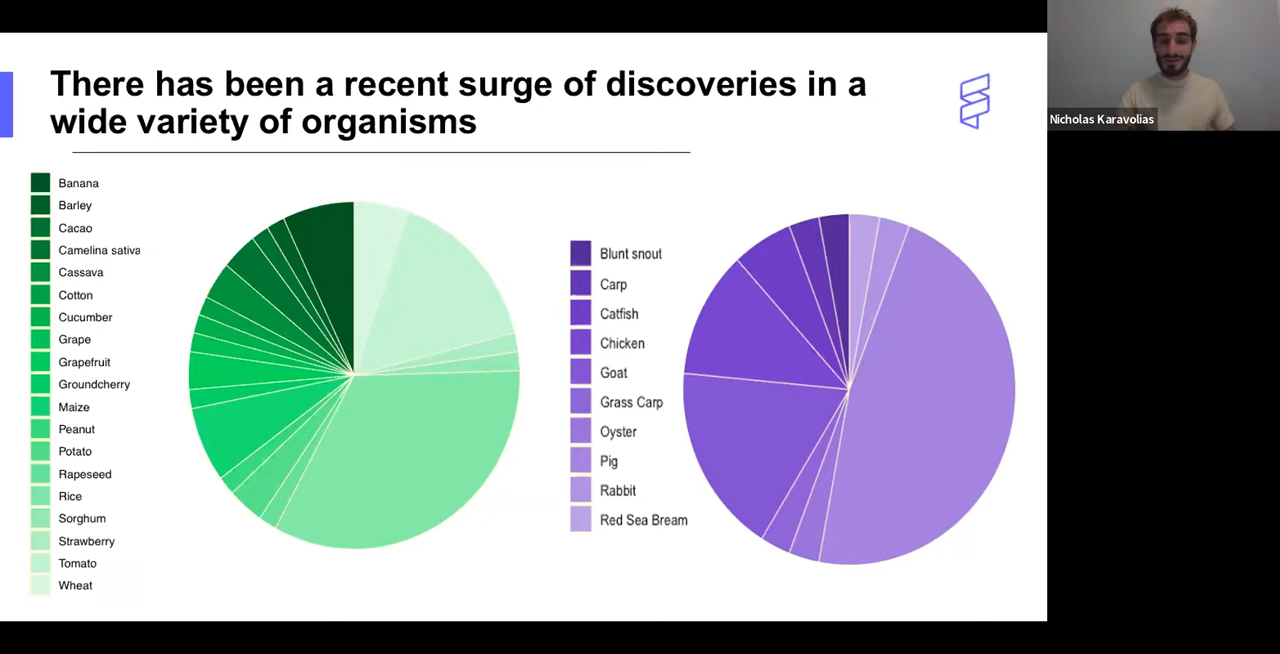 There has been a recent surge of discoveries in a
wide variety of organisms
Banana
Barley
Cacao
Camelina sativa
Cassava
Cotton
Cucumber
Grape
Grapefruit
Groundcherry
Maize
Peanut
Potato
Rapeseed
Rice
Sorghum
Strawberry
Tomato
Wheat
Blunt snout
Carp
Catfish
Chicken
Goat
Grass Carp
Oyster
Pig
Rabbit
Red Sea Bream
Nicholas Karavolias